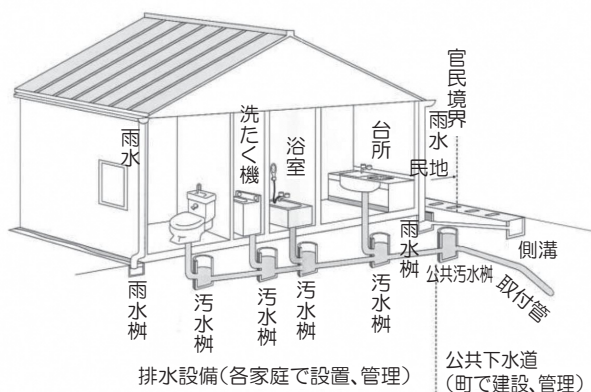 官民境界
雨水
洗たく機
浴室
台所
雨水
民地
側溝
雨水桝
汚水桝
汚水桝
汚水桝
汚水桝
雨水桝
公共汚水桝
取付管
排水設備(各家庭で設置、管理)
公共下水道
(町で建設、管理)